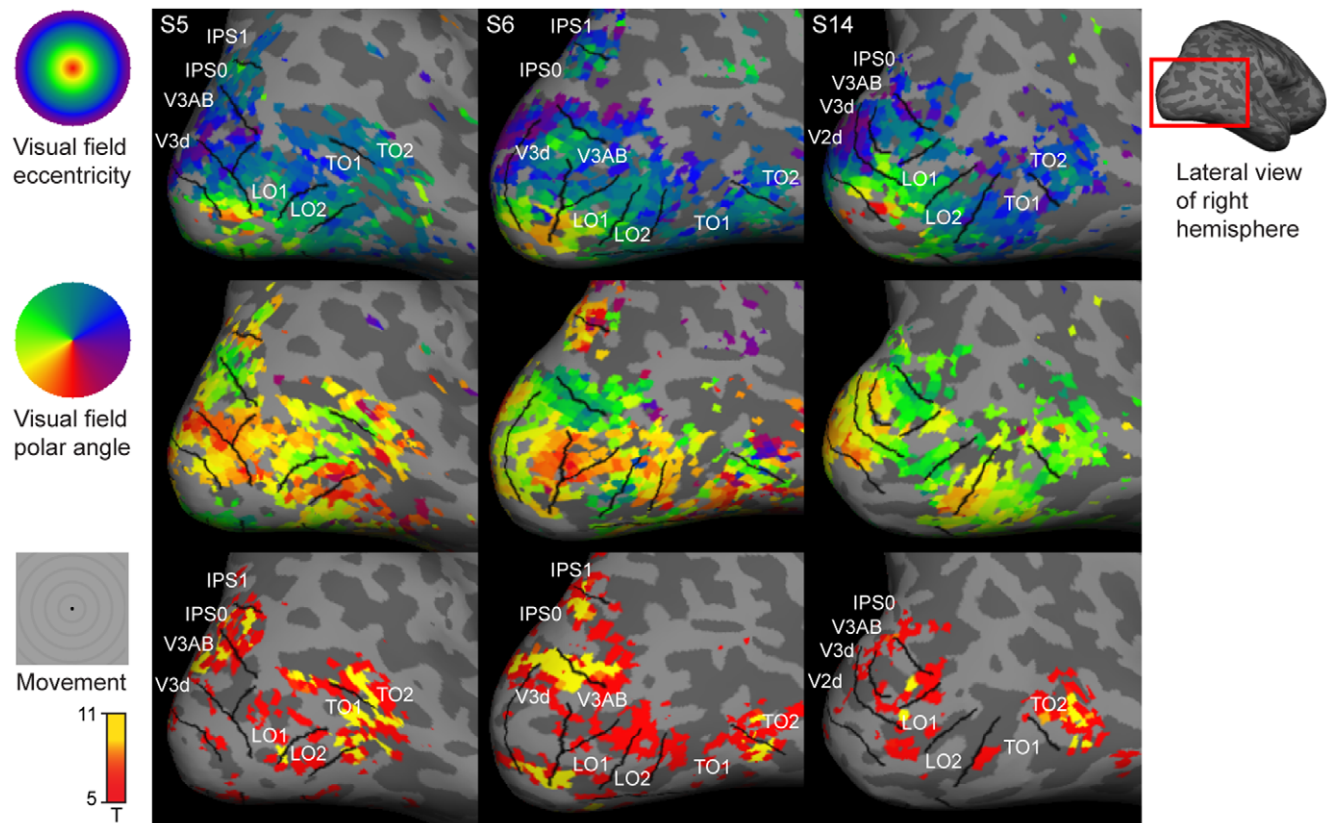 S5
IPS1
IPS0
V3AB
V3d
TO1
TO2
LO1
LO2
S6
IPS1
IPS0
V3d
V3AB
LO1
LO2
TO1
TO2
S14
IPS0
V3AB
V3d
V2d
LO1
LO2
TO1
TO2
Visual field
eccentricity
Lateral view
of right
hemisphere
Visual field
polar angle
Movement
11
5
T
IPS1
IPS0
V3AB
V3d
TO1
TO2
LO1
LO2
IPS1
IPS0
V3d
V3AB
LO1
LO2
TO1
TO2
IPS0
V3AB
V3d
V2d
LO1
LO2
TO1
TO2